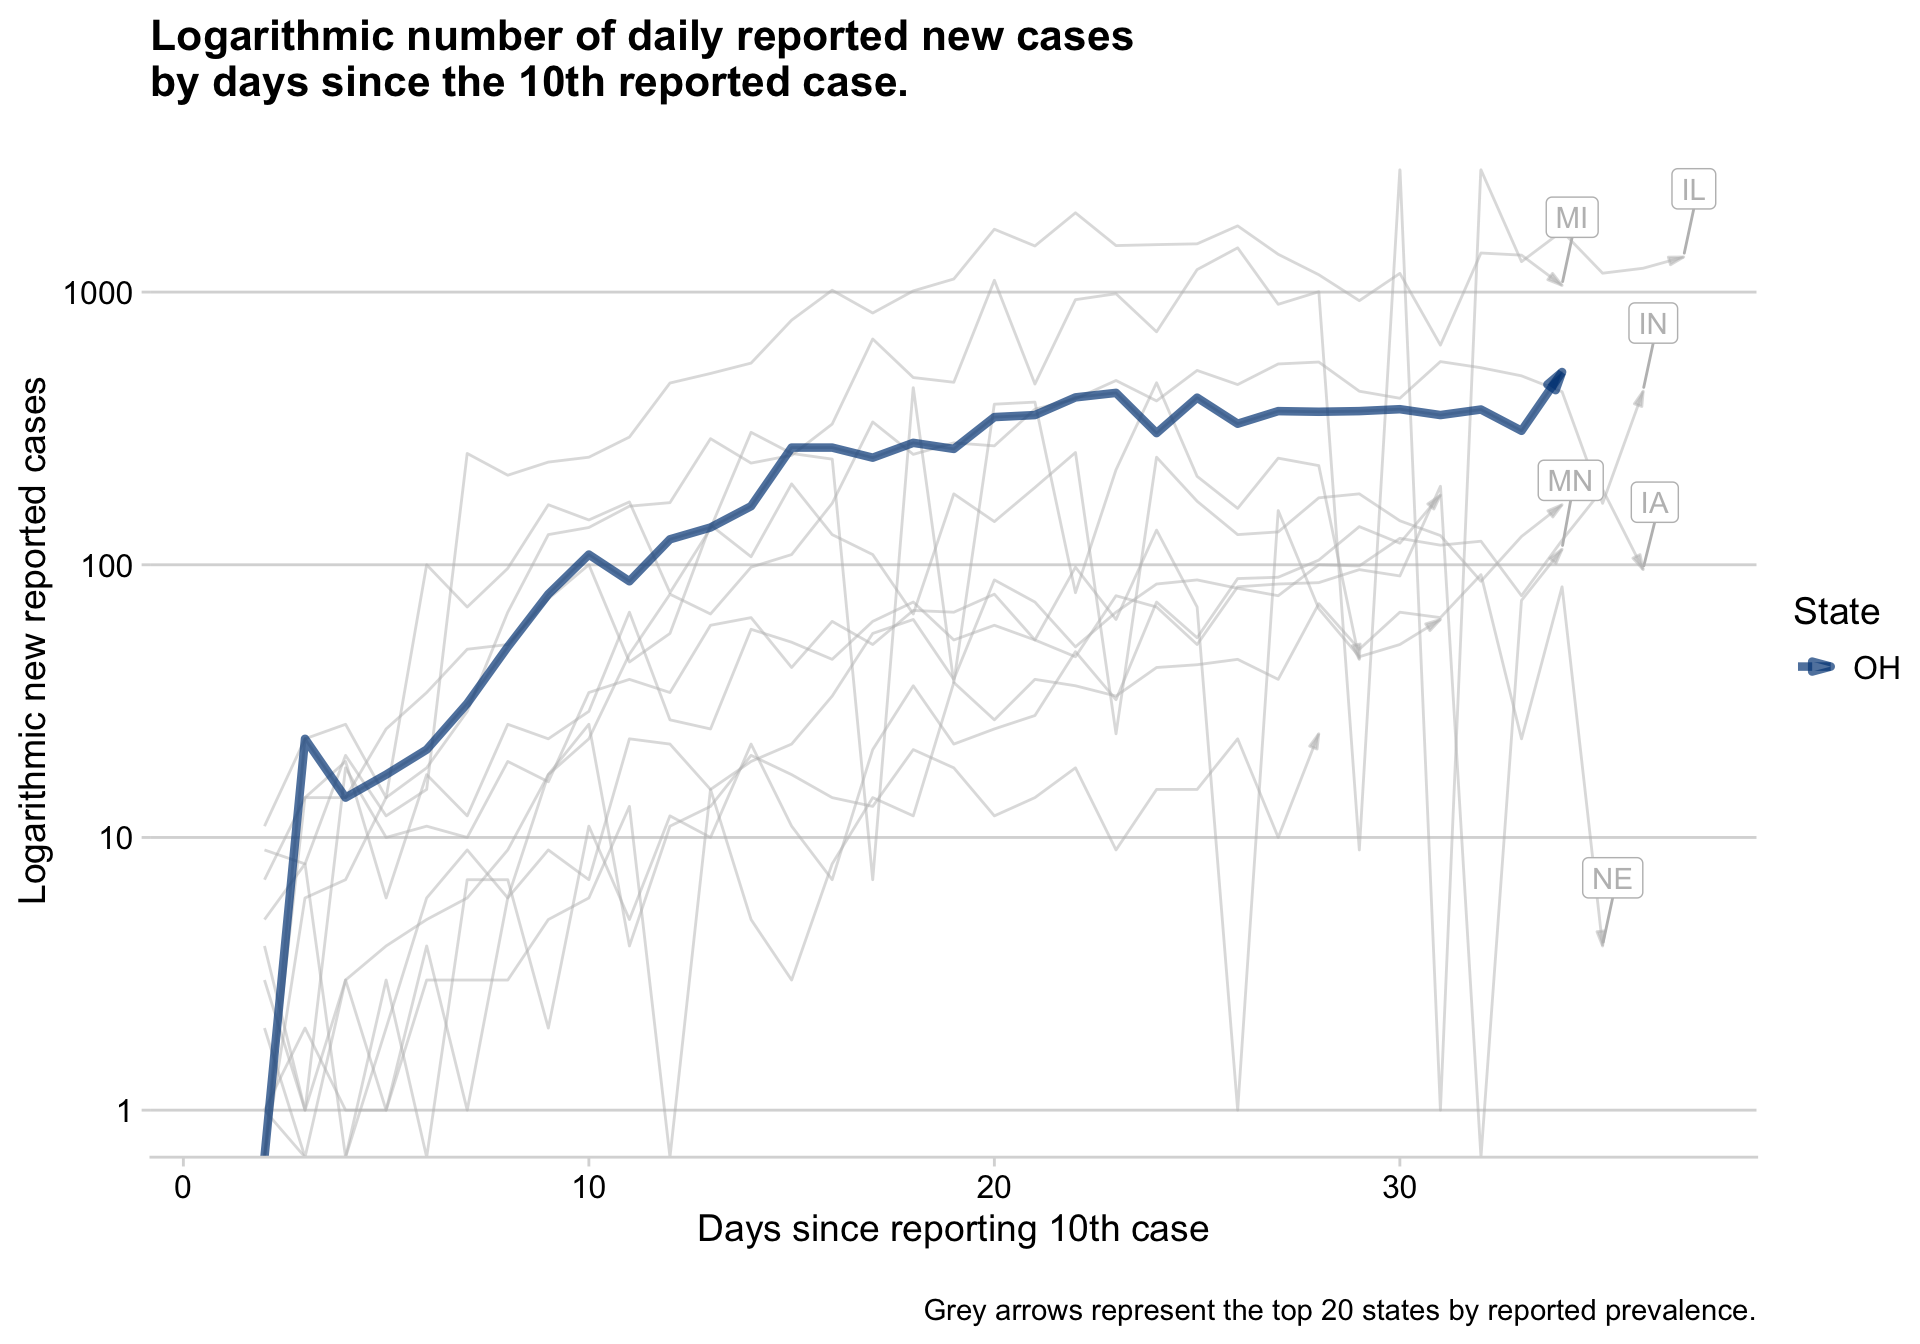 Logarithmic number of daily reported new cases
by days since the 10th reported case.
IL
MI
1000
IN
Logarithmic new reported cases
MN
IA
100
State
OH
10
NE
1
0
10
20
30
Days since reporting 10th case
Grey arrows represent the top 20 states by reported prevalence.